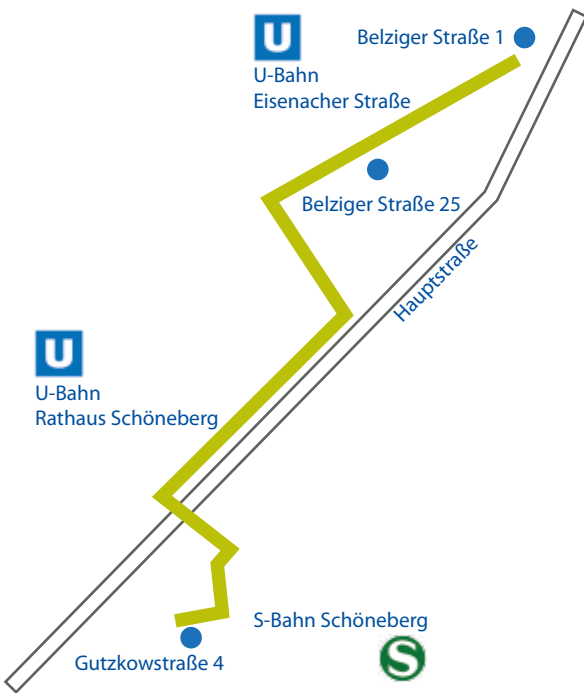 U
Belziger Straße 1
U-Bahn
Eisenacher Straße
Belziger Straße 25
Hauptstraße
U
U-Bahn
Rathaus Schöneberg
S-Bahn Schöneberg
S
Gutzkowstraße 4